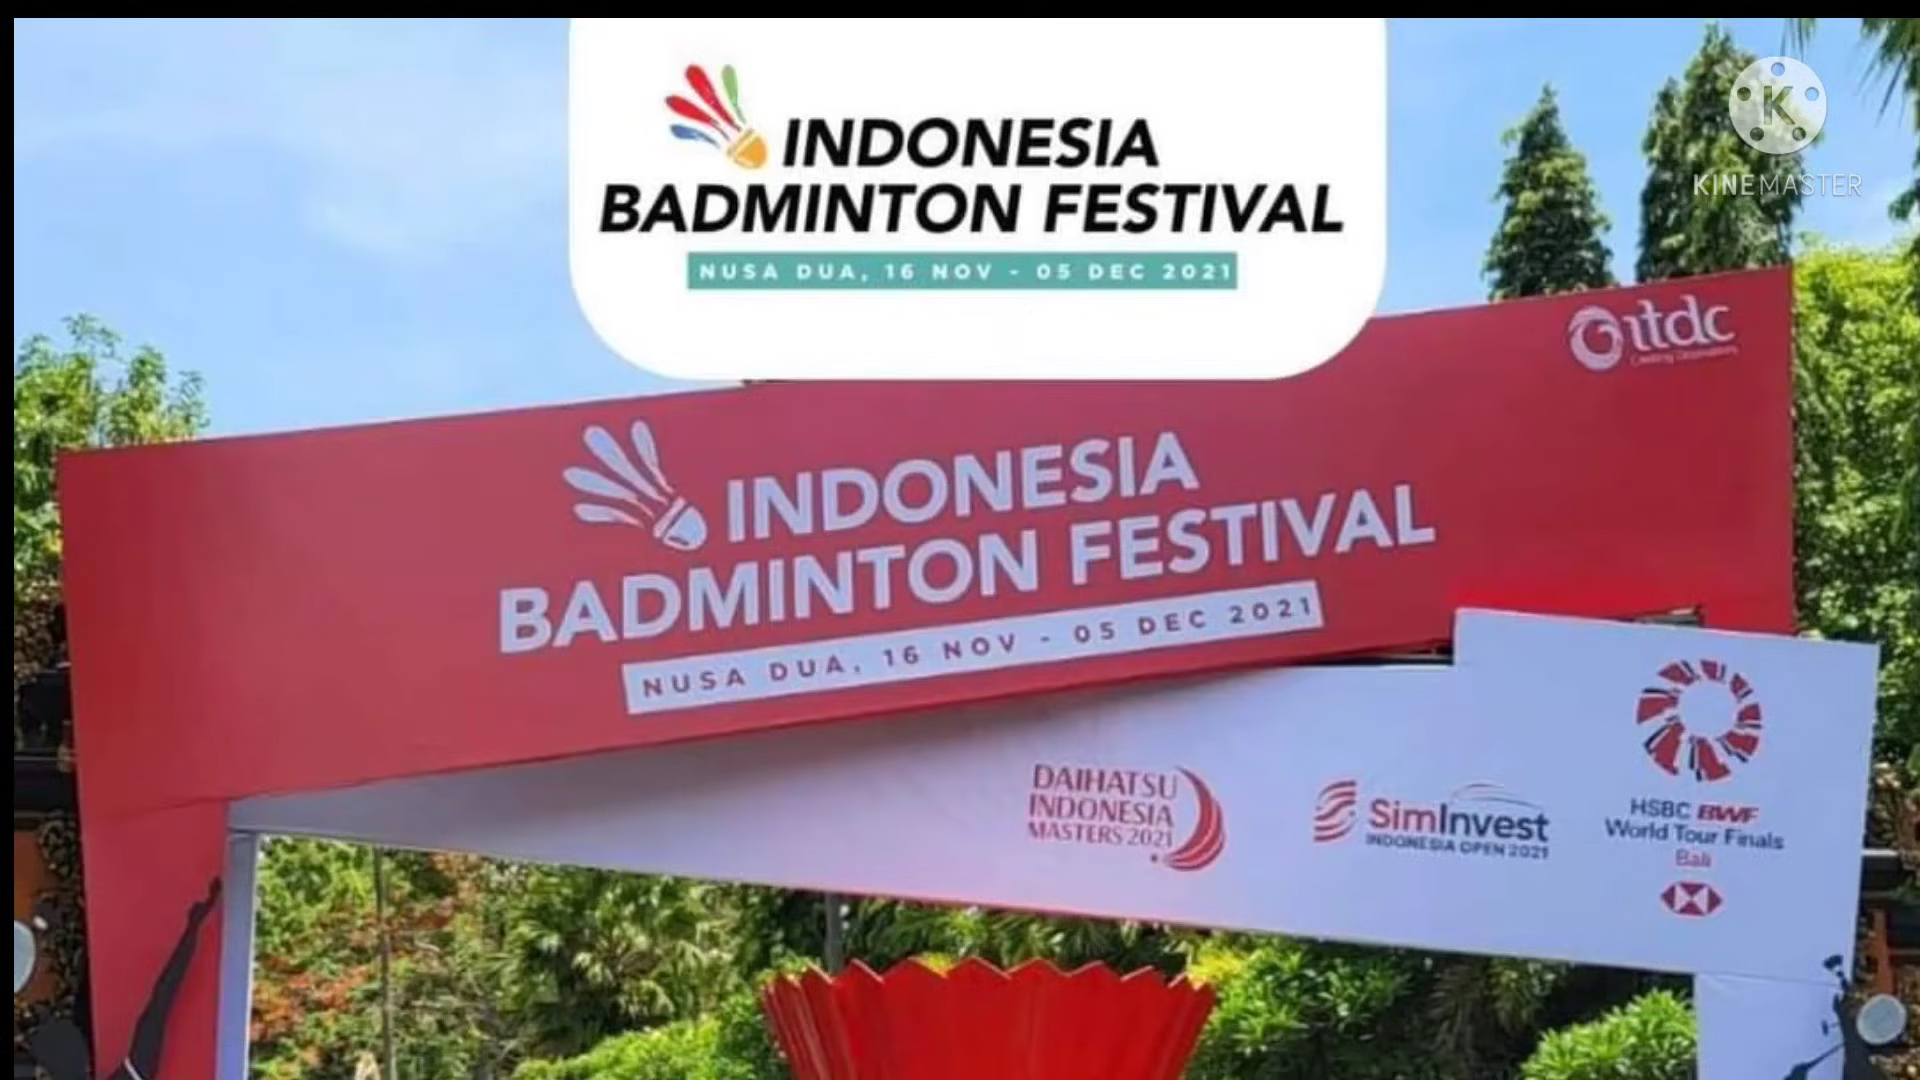 INDONESIA
BADMINTON FESTIVAL
NUSA DUA, 16 NOV - 05 DEC 2021
K
KINEMASTER
itdc
INDONESIA
BADMINTON FESTIVAL
NUSA DUA, 16 NOV - 05 DEC 2021
DAIHATSU
INDONESIA
MASTERS 2021
SimInvest
INDONESIA OPEN 2021
HSBC BWF
World Tour Finals
Bali